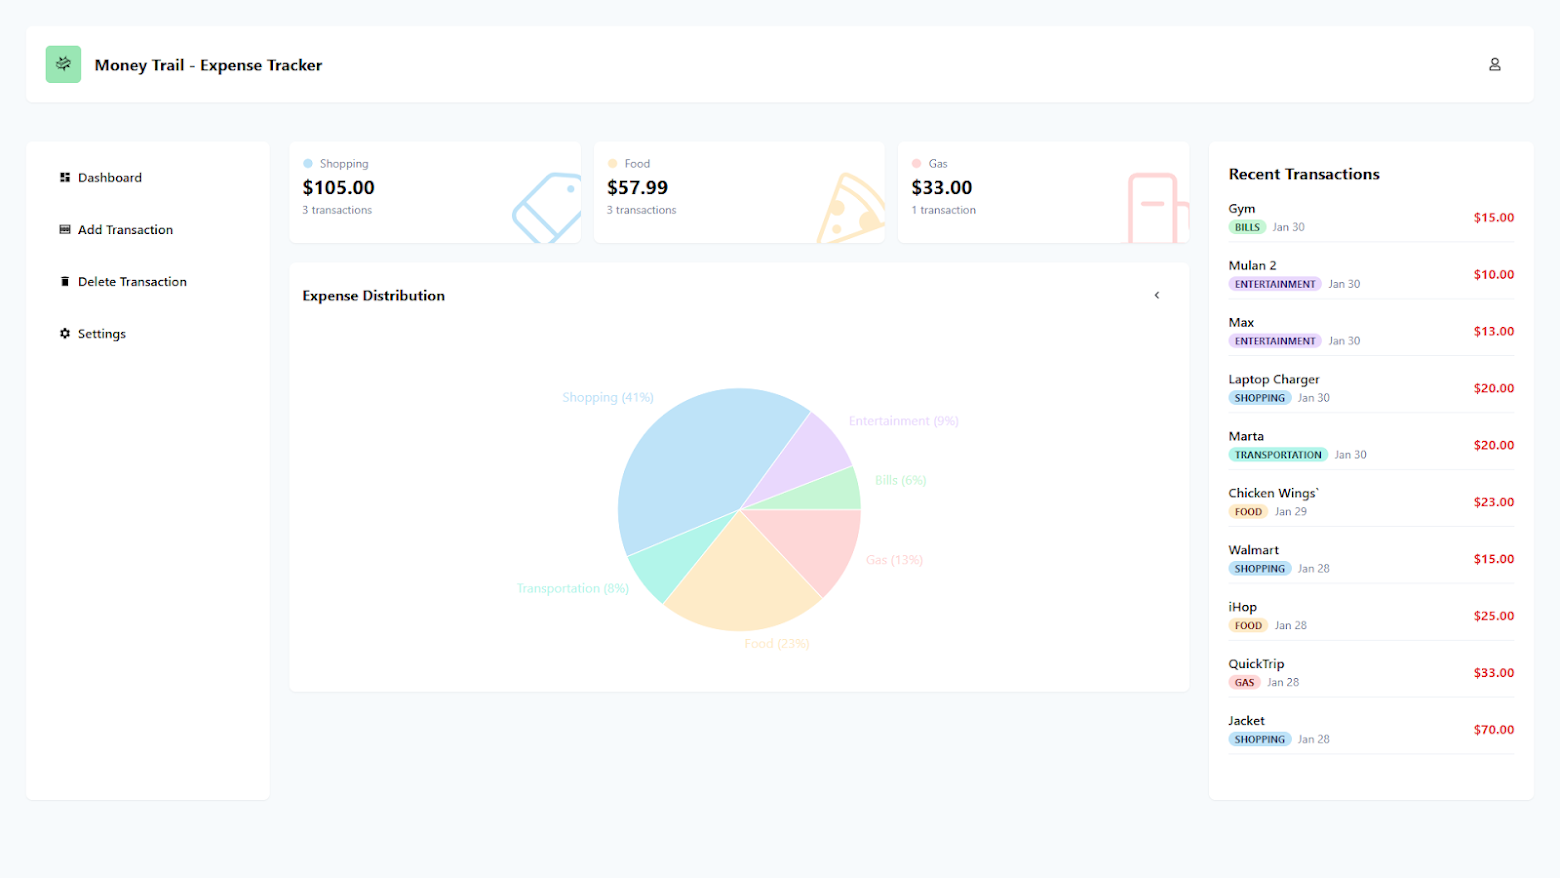 Money Trail - Expense Tracker
Dashboard
Add Transaction
Delete Transaction
Settings
Shopping
$105.00
3 transactions
Food
$57.99
3 transactions
Gas
$33.00
1 transaction
Expense Distribution
Shopping (41%)
Entertainment (9%)
Bills (6%)
Gas (13%)
Transportation (8%)
Food (23%)
Recent Transactions
Gym
BILLS Jan 30
$15.00
Mulan 2
ENTERTAINMENT Jan 30
$10.00
Max
ENTERTAINMENT Jan 30
$13.00
Laptop Charger
SHOPPING Jan 30
$20.00
Marta
TRANSPORTATION Jan 30
$20.00
Chicken Wings`
FOOD Jan 29
$23.00
Walmart
SHOPPING Jan 28
$15.00
iHop
FOOD Jan 28
$25.00
QuickTrip
GAS Jan 28
$33.00
Jacket
SHOPPING Jan 28
$70.00